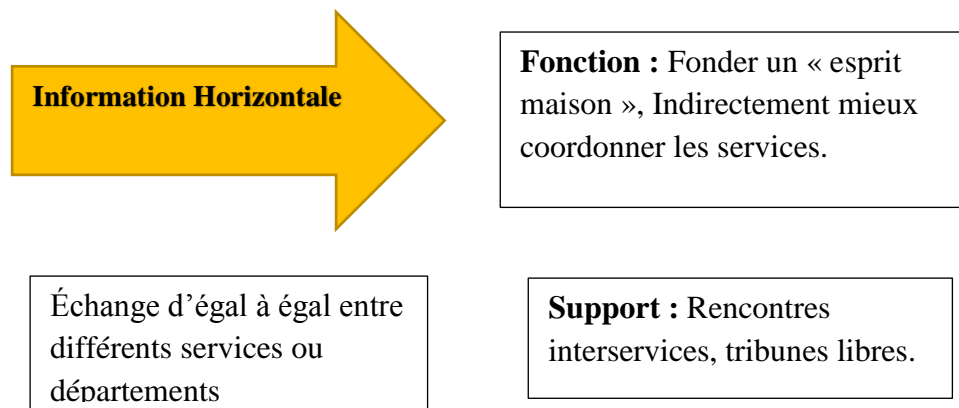 Information Horizontale
Fonction : Fonder un « esprit
maison », Indirectement mieux
coordonner les services.
Échange d’égal à égal entre
différents services ou
départements
Support : Rencontres
interservices, tribunes libres.